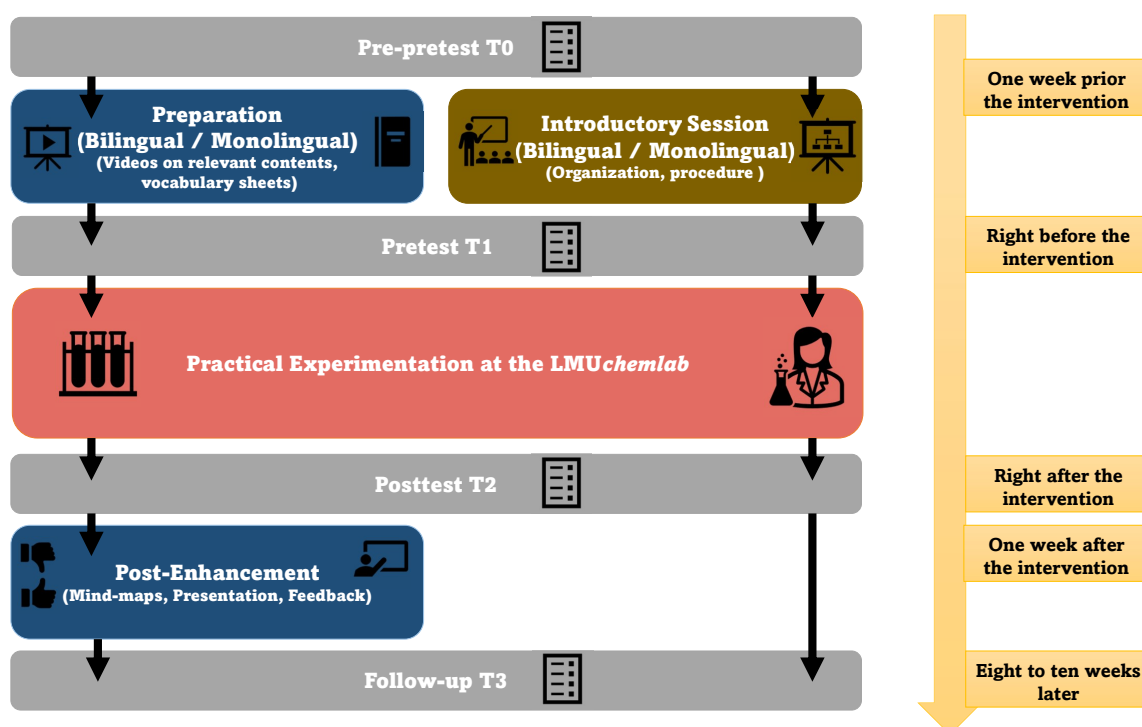 Pre-pretest T0
One week prior
the intervention
Preparation
(Bilingual / Monolingual)
(Videos on relevant contents,
vocabulary sheets)
Introductory Session
(Bilingual / Monolingual)
(Organization, procedure )
Pretest T1
Right before the
intervention
Practical Experimentation at the LMUchemlab
Posttest T2
Right after the
intervention
One week after
the intervention
Post-Enhancement
(Mind-maps, Presentation, Feedback)
Follow-up T3
Eight to ten weeks
later